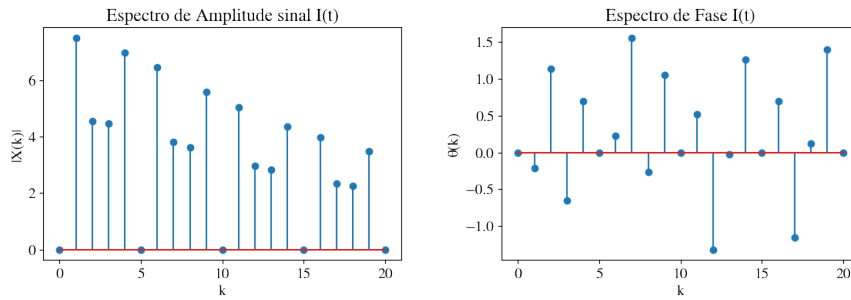 Espectro de Amplitude sinal I(t)
|X(k)|
6
4
2
0
0 5 10 15 20
k
Espectro de Fase I(t)
θ(k)
1.5
1.0
0.5
0.0
−0.5
−1.0
0 5 10 15 20
k